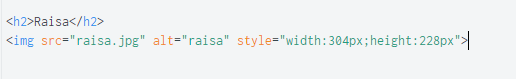 <h2>Raisa</h2>
<img src="raisa.jpg" alt="raisa" style="width:304px;height:228px">